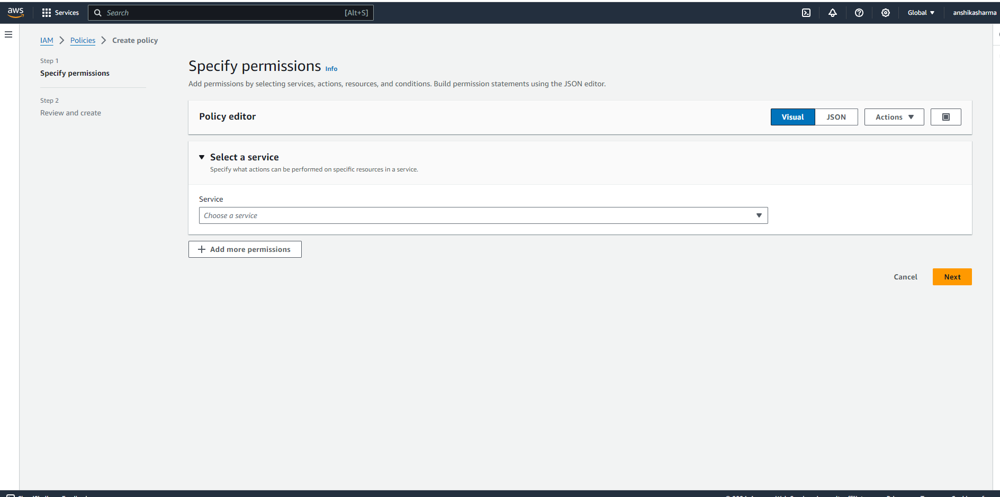 aws
Services
Search [Alt+S]
Global
anshikasharma
IAM Policies Create policy
Step 1
Specify permissions
Step 2
Review and create
Specify permissions Info
Add permissions by selecting services, actions, resources, and conditions. Build permission statements using the JSON editor.
Policy editor
Visual JSON Actions
Select a service
Specify what actions can be performed on specific resources in a service.
Service
Choose a service
Add more permissions
Cancel Next